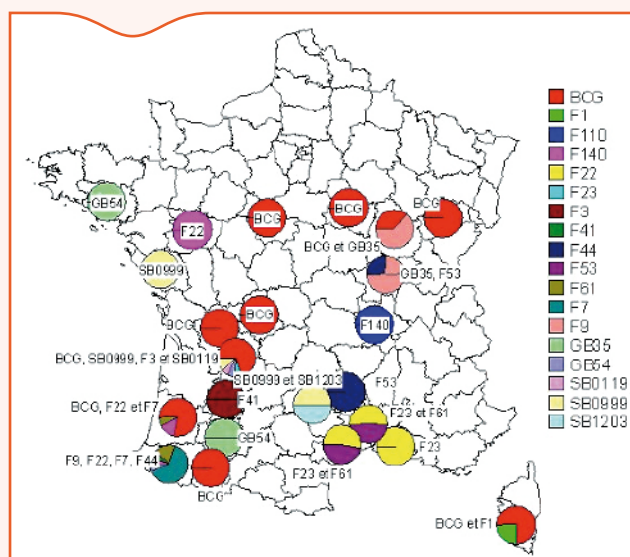 GB54
F22
BCG
BCG
BCG
BCG et GB35
SB0999
GB35, F53
BCG
BCG
F140
BCG, SB0999, F3 et SB0119
SB0999 et SB1203
F53
F41
BCG, F22 et F7
F23 et F61
GB54
F23
F9, F22, F7, F44
F23 et F61
BCG
BCG et F1
BCG
F1
F110
F140
F22
F23
F3
F41
F44
F53
F61
F7
F9
GB35
GB54
SB0119
SB0999
SB1203